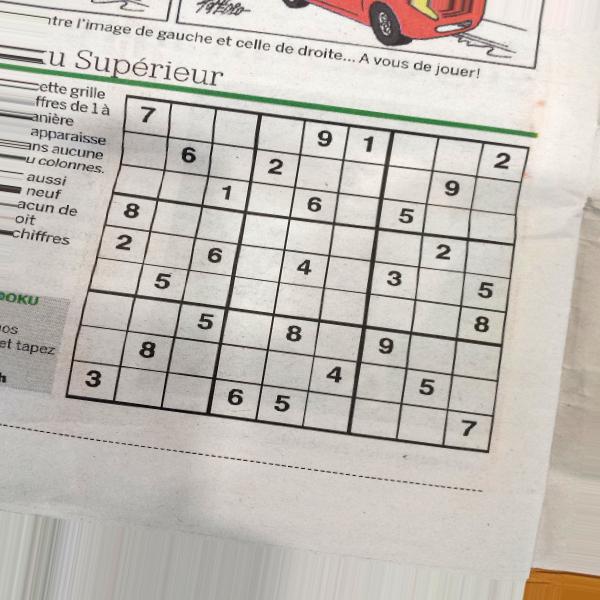 ntre l'image de gauche et celle de droite... A vous de jouer!
u Supérieur
ette grille
ffres de 1 à
anière
apparaisse
ans aucune
u colonnes.
aussi
neuf
acun de
oit
chiffres
DOKU
et tapez
7 9 1 2
6 2 9
1 6 5
8 2
2 6 4 3 5
5 8
5 8 9
8 4 5
3 6 5 7